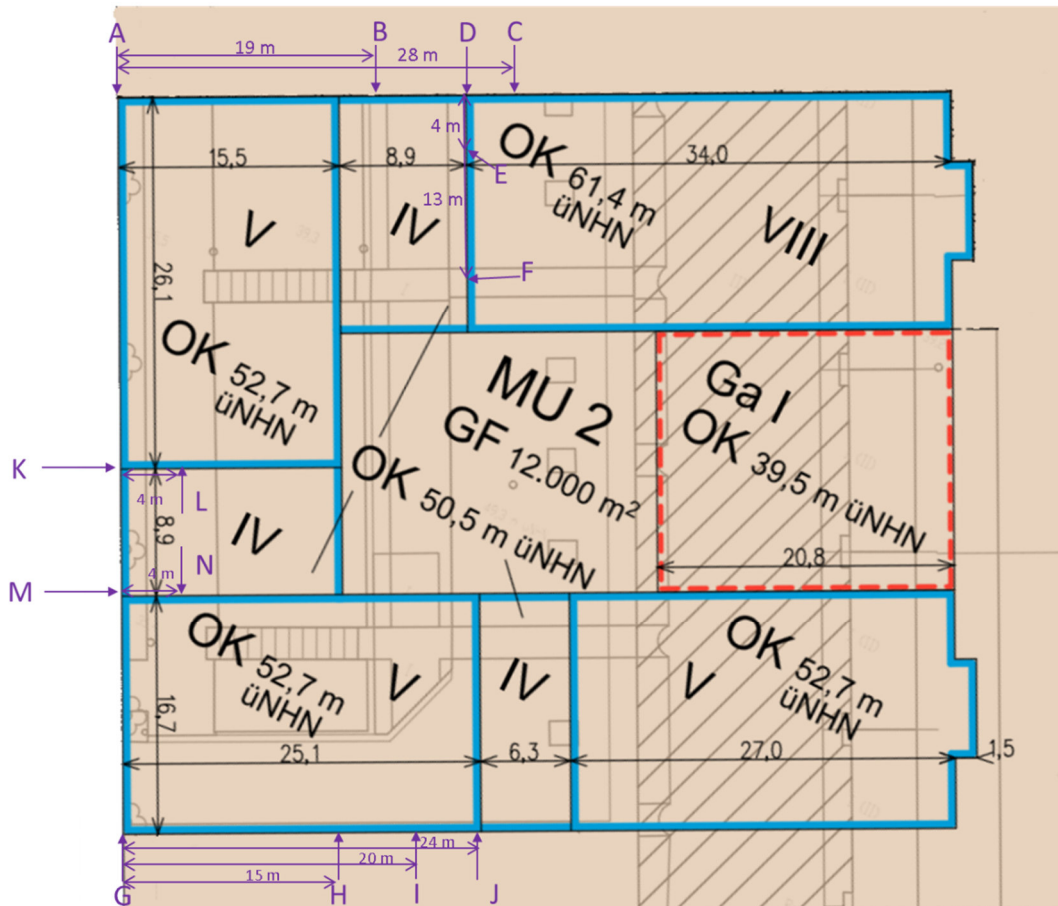 A
B
D
C
19 m
28 m
4 m
15,5
8,9
34,0
OK 61,4 m
üNHN
E
13 m
V
IV
VIII
F
26,1
OK 52,7 m
üNHN
MU 2
GF 12.000 m²
Ga I
OK 39,5 m üNHN
OK 50,5 m üNHN
K
4 m
L
8,9
IV
N
4 m
M
20,8
OK 52,7 m
üNHN
V
IV
V
OK 52,7 m
üNHN
16,7
25,1
6,3
27,0
1,5
24 m
20 m
15 m
G
H
I
J